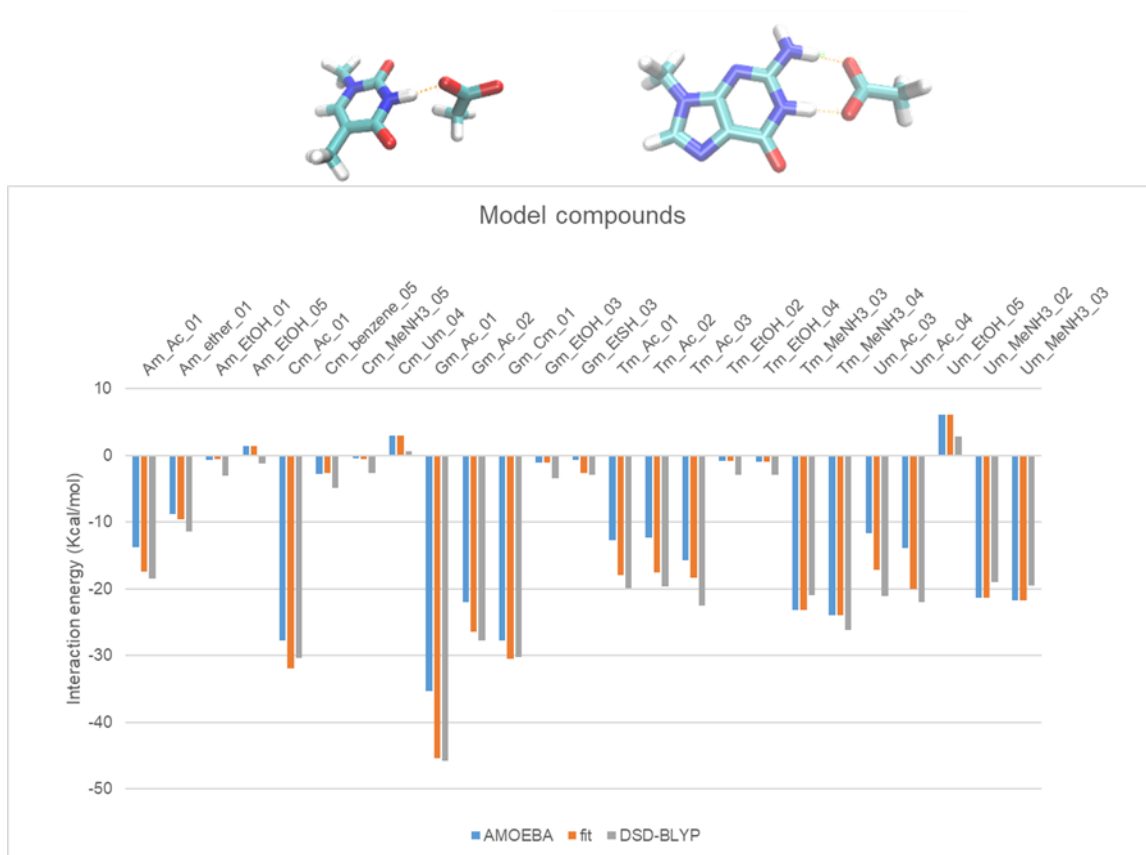 Model compounds
Am_Ac_01
Am_ether_01
Am_EtOH_01
Am_EtOH_05
Cm_Ac_01
Cm_benzene_05
Cm_MeNH3_05
Cm_Um_04
Gm_Ac_01
Gm_Ac_02
Gm_Cm_01
Gm_EtOH_03
Gm_EtSH_03
Tm_Ac_01
Tm_Ac_02
Tm_Ac_03
Tm_EtOH_02
Tm_EtOH_04
Tm_MeNH3_03
Tm_MeNH3_04
Um_Ac_03
Um_Ac_04
Um_EtOH_05
Um_MeNH3_02
Um_MeNH3_03
Interaction energy (Kcal/mol)
10
0
-10
-20
-30
-40
-50
AMOEBA fit DSD-BLYP